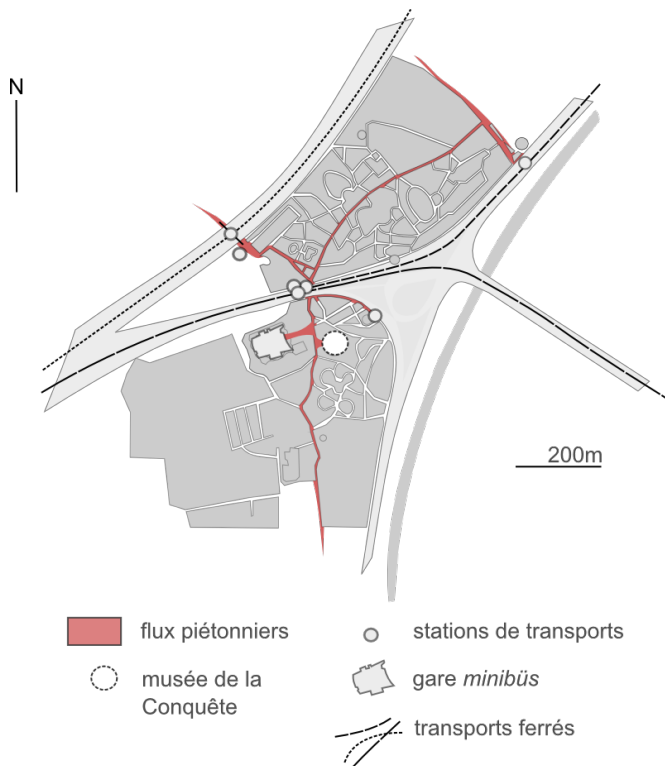 N
200m
flux piétonniers
stations de transports
musée de la
Conquête
gare minibüs
transports ferrés